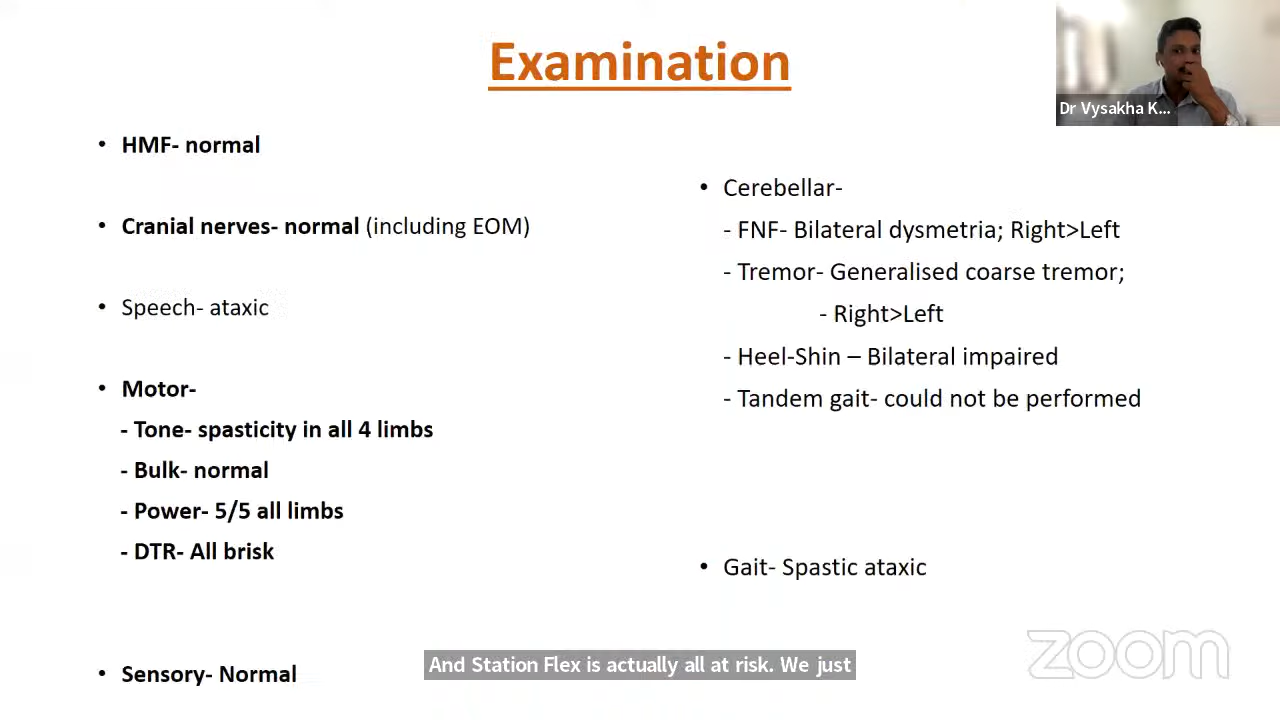 Examination
Dr Vysakha K...
• HMF- normal
• Cranial nerves- normal (including EOM)
• Speech- ataxic
• Motor-
- Tone- spasticity in all 4 limbs
- Bulk- normal
- Power- 5/5 all limbs
- DTR- All brisk
• Sensory- Normal
• Cerebellar-
- FNF- Bilateral dysmetria; Right>Left
- Tremor- Generalised coarse tremor;
- Right>Left
- Heel-Shin – Bilateral impaired
- Tandem gait- could not be performed
• Gait- Spastic ataxic
And Station Flex is actually all at risk. We just
zoom